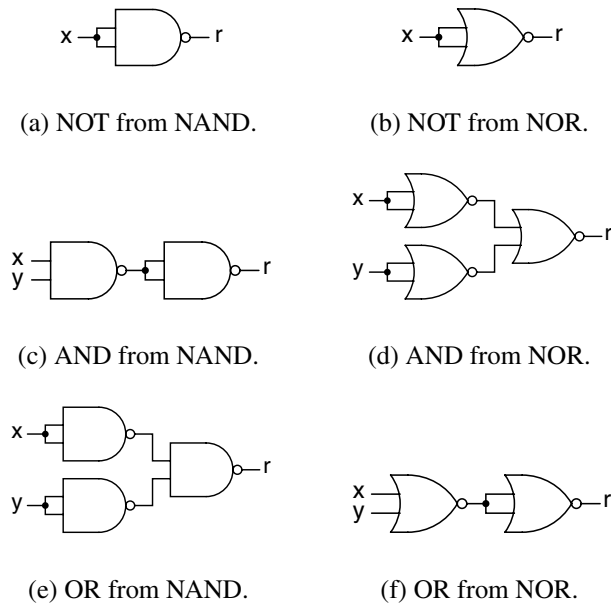 x r
x r
(a) NOT from NAND.
(b) NOT from NOR.
x
y
r
x
y
r
(c) AND from NAND.
(d) AND from NOR.
x
y
r
x
y
r
(e) OR from NAND.
(f) OR from NOR.